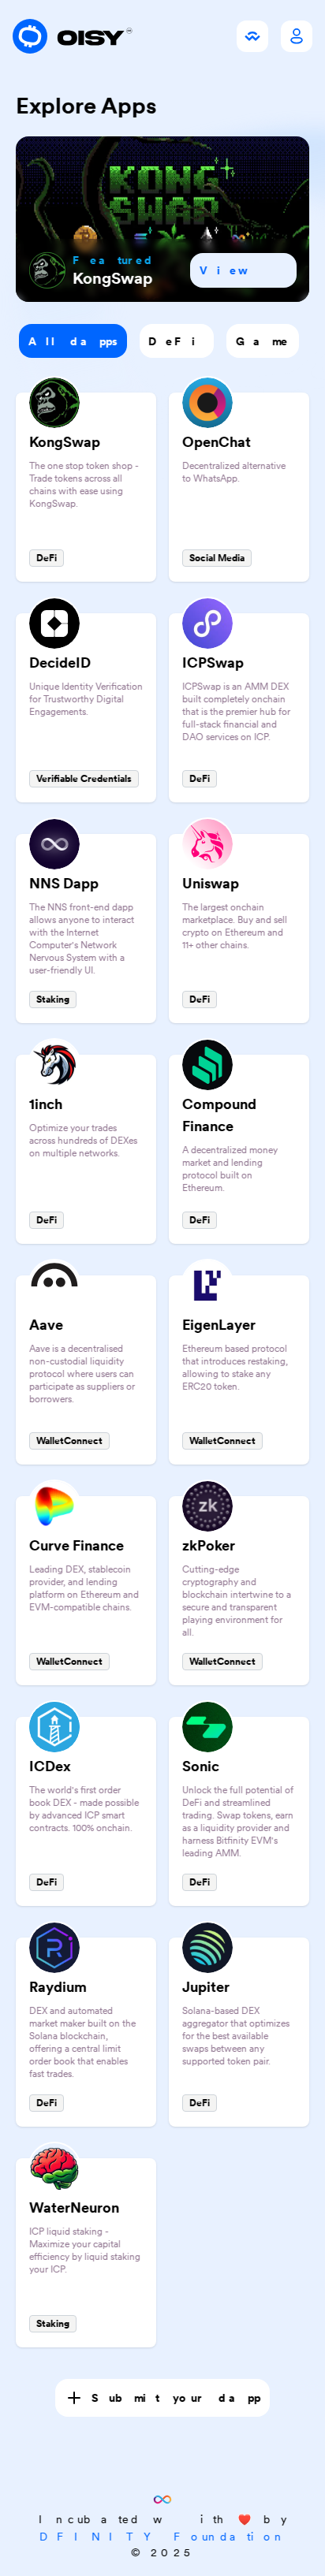 OISY
Explore Apps
KONG
SWAP
Featured
KongSwap
View
All dapps
DeFi
Game
KongSwap
The one stop token shop -
Trade tokens across all
chains with ease using
KongSwap.
DeFi
OpenChat
Decentralized alternative
to WhatsApp.
Social Media
DecideID
Unique Identity Verification
for Trustworthy Digital
Engagements.
Verifiable Credentials
ICPSwap
ICPSwap is an AMM DEX
built completely onchain
that is the premier hub for
full-stack financial and
DAO services on ICP.
DeFi
NNS Dapp
The NNS front-end dapp
allows anyone to interact
with the Internet
Computer's Network
Nervous System with a
user-friendly UI.
Staking
Uniswap
The largest onchain
marketplace. Buy and sell
crypto on Ethereum and
11+ other chains.
DeFi
1inch
Optimize your trades
across hundreds of DEXes
on multiple networks.
DeFi
Compound
Finance
A decentralized money
market and lending
protocol built on
Ethereum.
DeFi
Aave
Aave is a decentralised
non-custodial liquidity
protocol where users can
participate as suppliers or
borrowers.
WalletConnect
EigenLayer
Ethereum based protocol
that introduces restaking,
allowing to stake any
ERC20 token.
WalletConnect
Curve Finance
Leading DEX, stablecoin
provider, and lending
platform on Ethereum and
EVM-compatible chains.
WalletConnect
zk
zkPoker
Cutting-edge
cryptography and
blockchain intertwine to a
secure and transparent
playing environment for
all.
WalletConnect
ICDex
The world's first order
book DEX - made possible
by advanced ICP smart
contracts. 100% onchain.
DeFi
Sonic
Unlock the full potential of
DeFi and streamlined
trading. Swap tokens, earn
as a liquidity provider and
harness Bitfinity EVM's
leading AMM.
DeFi
Raydium
DEX and automated
market maker built on the
Solana blockchain,
offering a central limit
order book that enables
fast trades.
DeFi
Jupiter
Solana-based DEX
aggregator that optimizes
for the best available
swaps between any
supported token pair.
DeFi
WaterNeuron
ICP liquid staking -
Maximize your capital
efficiency by liquid staking
your ICP.
Staking
+ Submit your dapp
Incubated with ❤️ by
DFINITY Foundation
© 2025